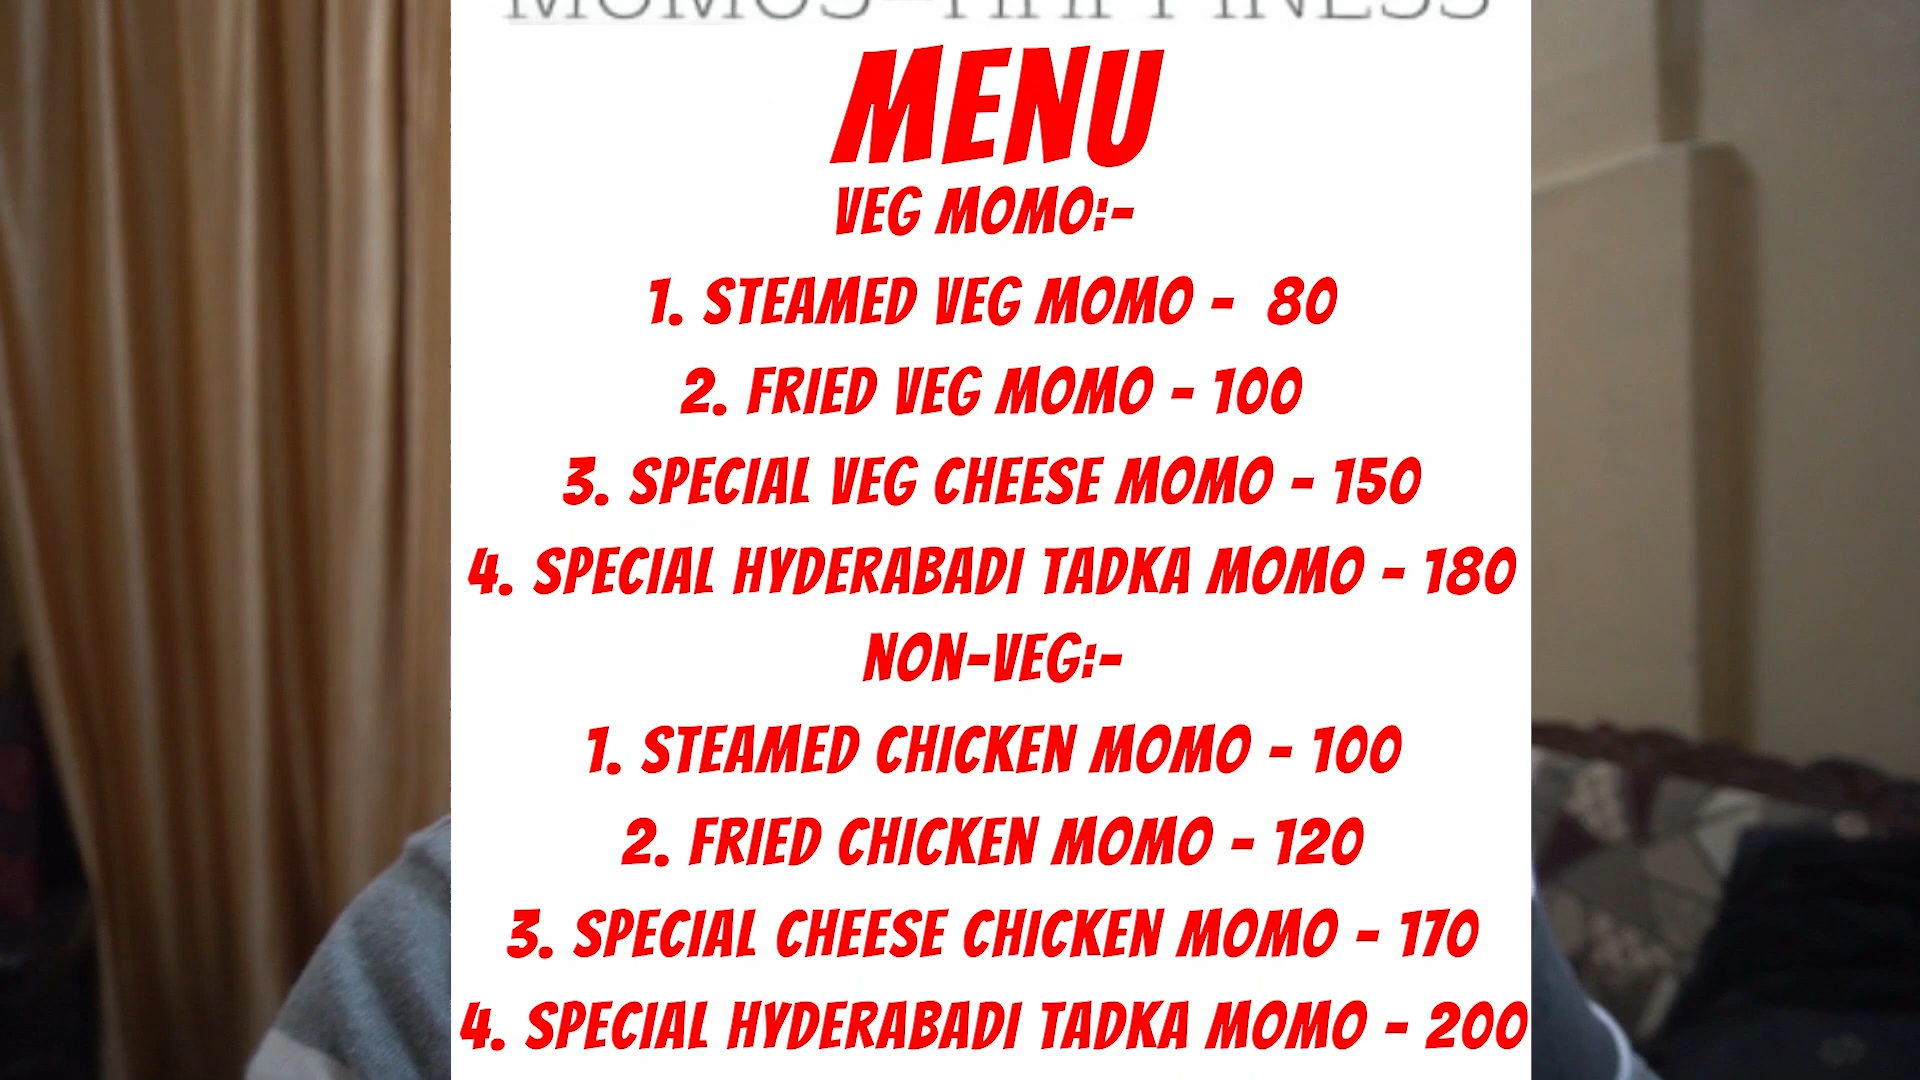 MOMOS=HAPPINESS
MENU
VEG MOMO:-
1. STEAMED VEG MOMO - 80
2. FRIED VEG MOMO - 100
3. SPECIAL VEG CHEESE MOMO - 150
4. SPECIAL HYDERABADI TADKA MOMO - 180
NON-VEG:-
1. STEAMED CHICKEN MOMO - 100
2. FRIED CHICKEN MOMO - 120
3. SPECIAL CHEESE CHICKEN MOMO - 170
4. SPECIAL HYDERABADI TADKA MOMO - 200